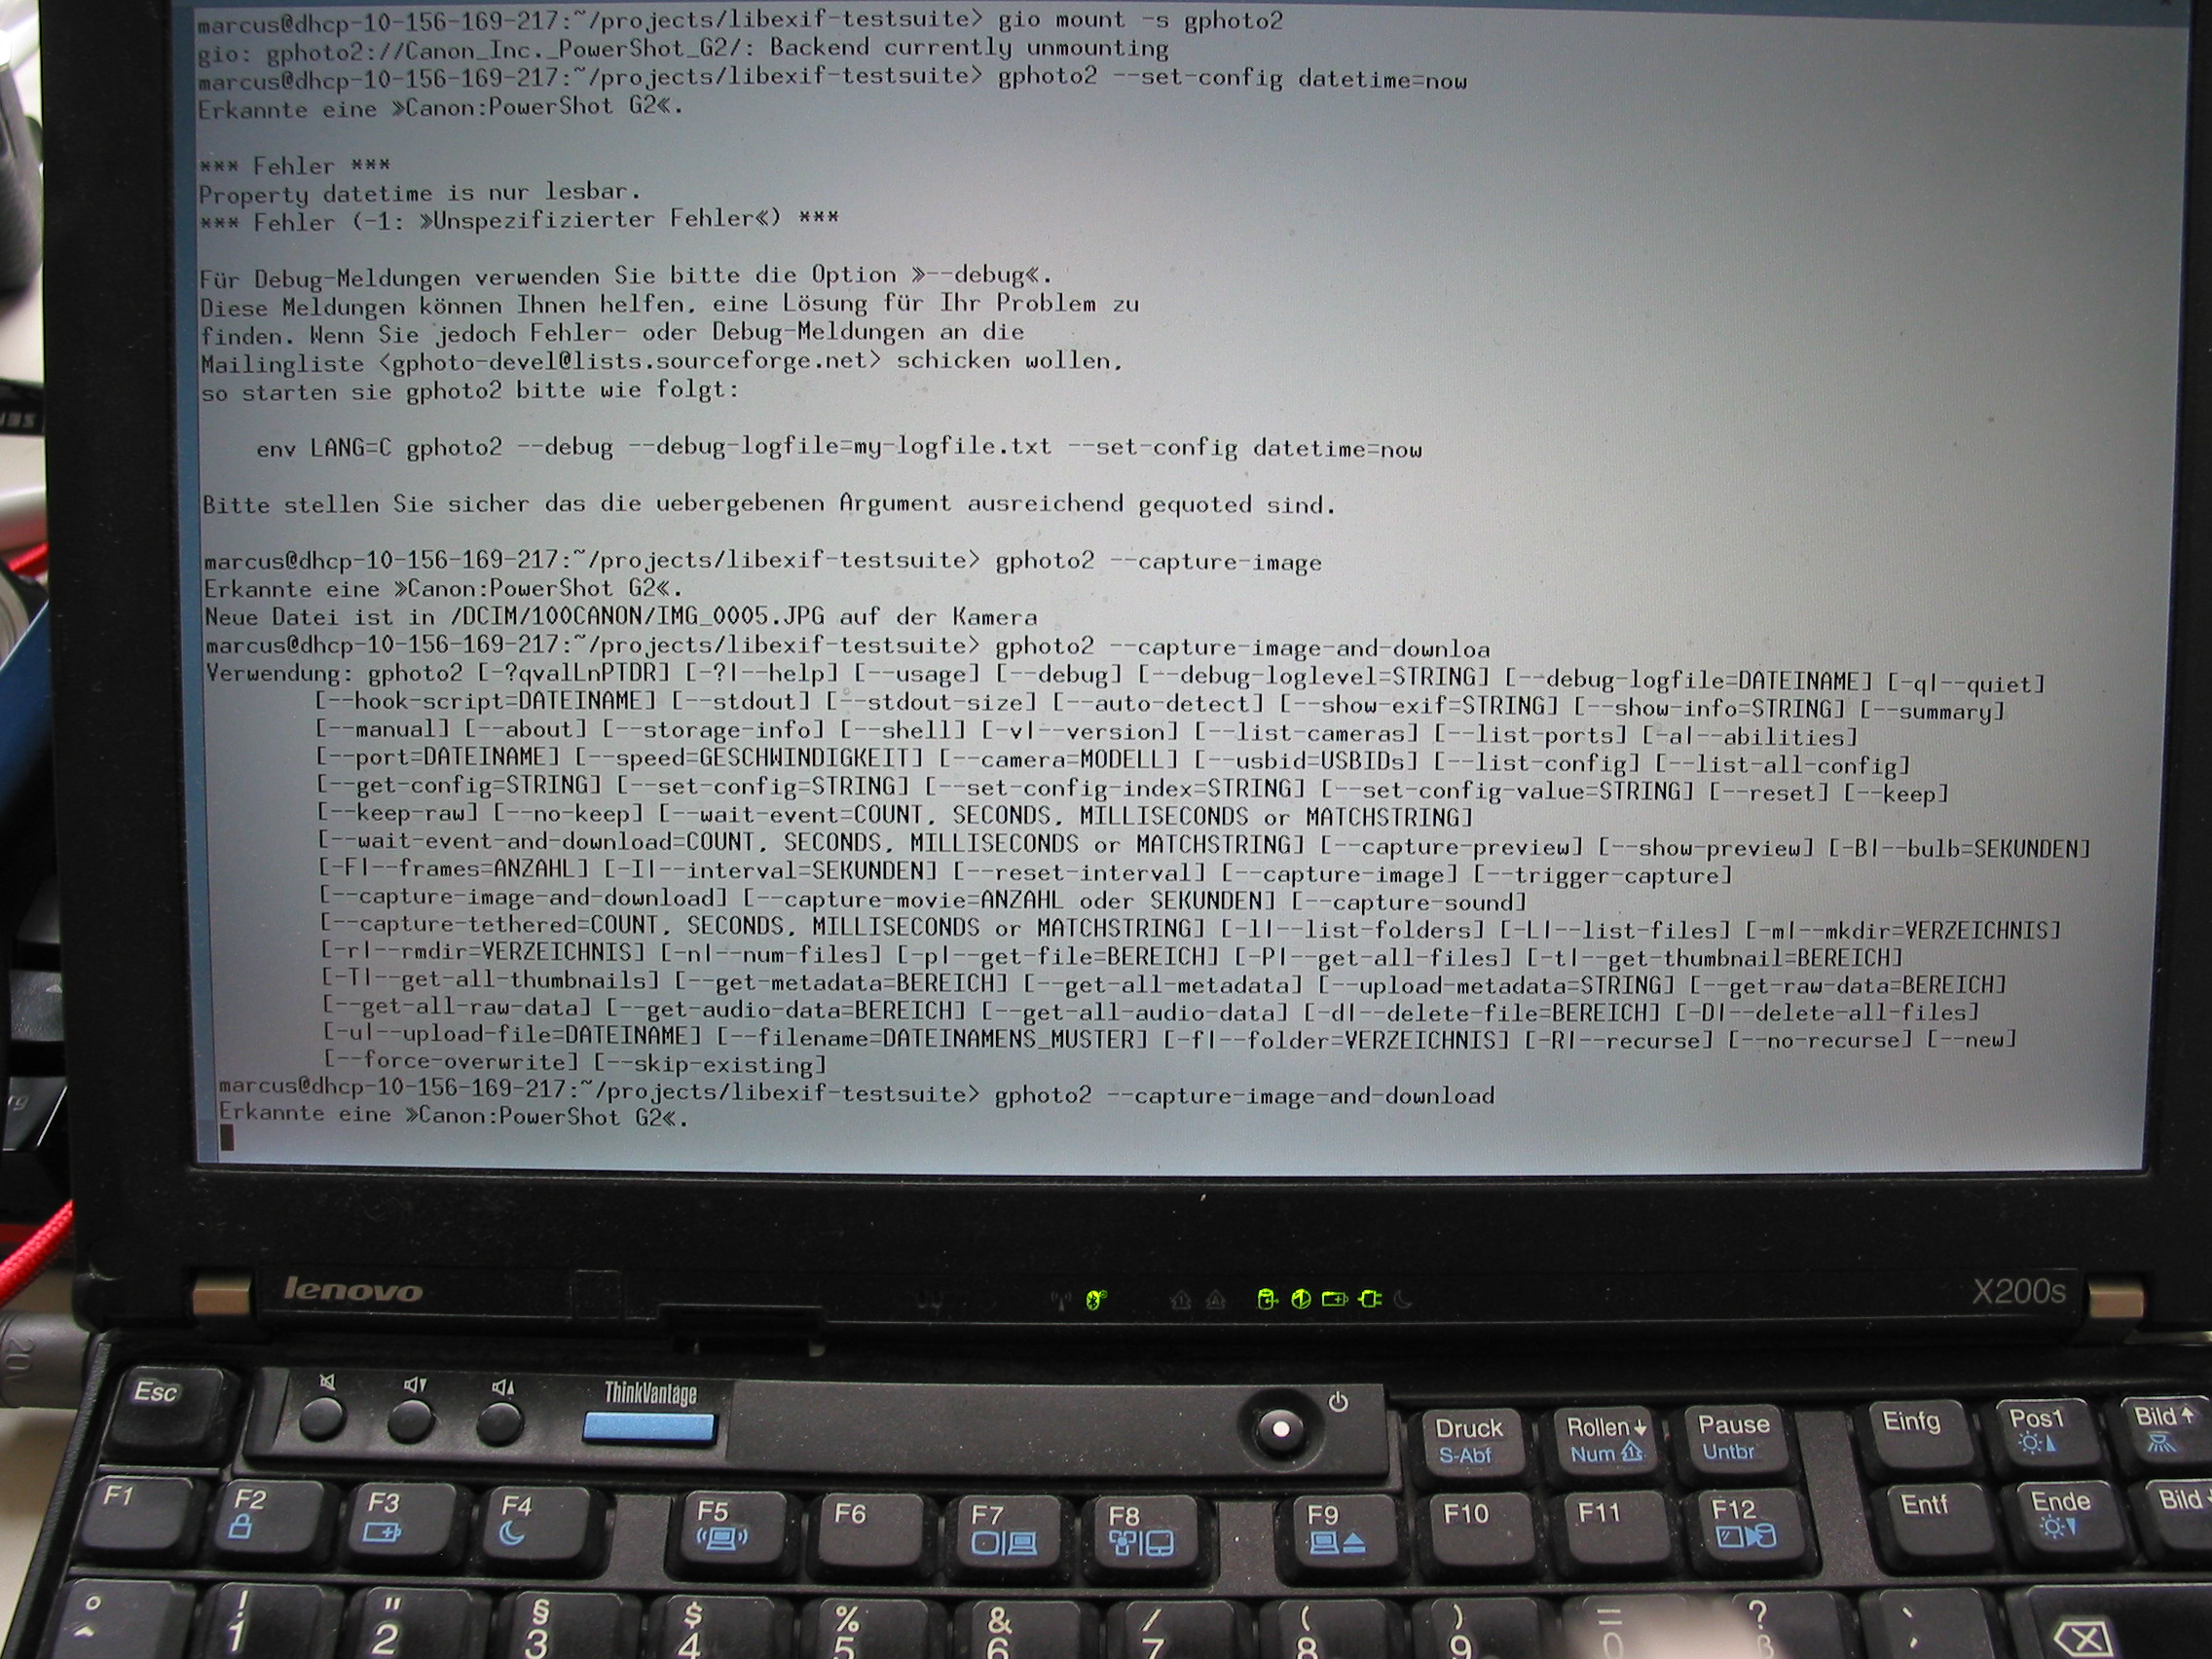 marcus@dhcp-10-156-169-217:~/projects/libexif-testsuite> gio mount -s gphoto2
gio: gphoto2://Canon_Inc._PowerShot_G2/: Backend currently unmounting
marcus@dhcp-10-156-169-217:~/projects/libexif-testsuite> gphoto2 --set-config datetime=now
Erkannte eine »Canon:PowerShot G2«.
*** Fehler ***
Property datetime is nur lesbar.
*** Fehler (-1: »Unspezifizierter Fehler«) ***
Für Debug-Meldungen verwenden Sie bitte die Option »--debug«.
Diese Meldungen können Ihnen helfen, eine Lösung für Ihr Problem zu
finden. Wenn Sie jedoch Fehler- oder Debug-Meldungen an die
Mailingliste <gphoto-devel@lists.sourceforge.net> schicken wollen,
so starten sie gphoto2 bitte wie folgt:
env LANG=C gphoto2 --debug --debug-logfile=my-logfile.txt --set-config datetime=now
Bitte stellen Sie sicher das die uebergebenen Argument ausreichend gequoted sind.
marcus@dhcp-10-156-169-217:~/projects/libexif-testsuite> gphoto2 --capture-image
Erkannte eine »Canon:PowerShot G2«.
Neue Datei ist in /DCIM/100CANON/IMG_0005.JPG auf der Kamera
marcus@dhcp-10-156-169-217:~/projects/libexif-testsuite> gphoto2 --capture-image-and-downloa
Verwendung: gphoto2 [-?qvalLnPTDR] [-?|--help] [--usage] [--debug] [--debug-loglevel=STRING] [--debug-logfile=DATEINAME] [-q|--quiet]
[--hook-script=DATEINAME] [--stdout] [--stdout-size] [--auto-detect] [--show-exif=STRING] [--show-info=STRING] [--summary]
[--manual] [--about] [--storage-info] [--shell] [-v|--version] [--list-cameras] [--list-ports] [-a|--abilities]
[--port=DATEINAME] [--speed=GESCHWINDIGKEIT] [--camera=MODELL] [--usbid=USBIDs] [--list-config] [--list-all-config]
[--get-config=STRING] [--set-config=STRING] [--set-config-index=STRING] [--set-config-value=STRING] [--reset] [--keep]
[--keep-raw] [--no-keep] [--wait-event=COUNT, SECONDS, MILLISECONDS or MATCHSTRING]
[--wait-event-and-download=COUNT, SECONDS, MILLISECONDS or MATCHSTRING] [--capture-preview] [--show-preview] [-B|--bulb=SEKUNDEN]
[-F|--frames=ANZAHL] [-I|--interval=SEKUNDEN] [--reset-interval] [--capture-image] [--trigger-capture]
[--capture-image-and-download] [--capture-movie=ANZAHL oder SEKUNDEN] [--capture-sound]
[--capture-tethered=COUNT, SECONDS, MILLISECONDS or MATCHSTRING] [-l|--list-folders] [-L|--list-files] [-m|--mkdir=VERZEICHNIS]
[-r|--rmdir=VERZEICHNIS] [-n|--num-files] [-p|--get-file=BEREICH] [-P|--get-all-files] [-t|--get-thumbnail=BEREICH]
[-T|--get-all-thumbnails] [--get-metadata=BEREICH] [--get-all-metadata] [--upload-metadata=STRING] [--get-raw-data=BEREICH]
[--get-all-raw-data] [--get-audio-data=BEREICH] [--get-all-audio-data] [-d|--delete-file=BEREICH] [-D|--delete-all-files]
[-u|--upload-file=DATEINAME] [--filename=DATEINAMENS_MUSTER] [-f|--folder=VERZEICHNIS] [-R|--recurse] [--no-recurse] [--new]
[--force-overwrite] [--skip-existing]
marcus@dhcp-10-156-169-217:~/projects/libexif-testsuite> gphoto2 --capture-image-and-download
Erkannte eine »Canon:PowerShot G2«.
lenovo
X200s
20V
Esc
ThinkVantage
Druck
S-Abf
Rollen
Num
Pause
Untbr
Einfg
Pos1
Bild
F1
F2
F3
F4
F5
F6
F7
F8
F9
F10
F11
F12
Entf
Ende
Bild
° ^
! 1
" 2
§ 3
$ 4
% 5
& 6
/ 7
( 8
) 9
= 0
?